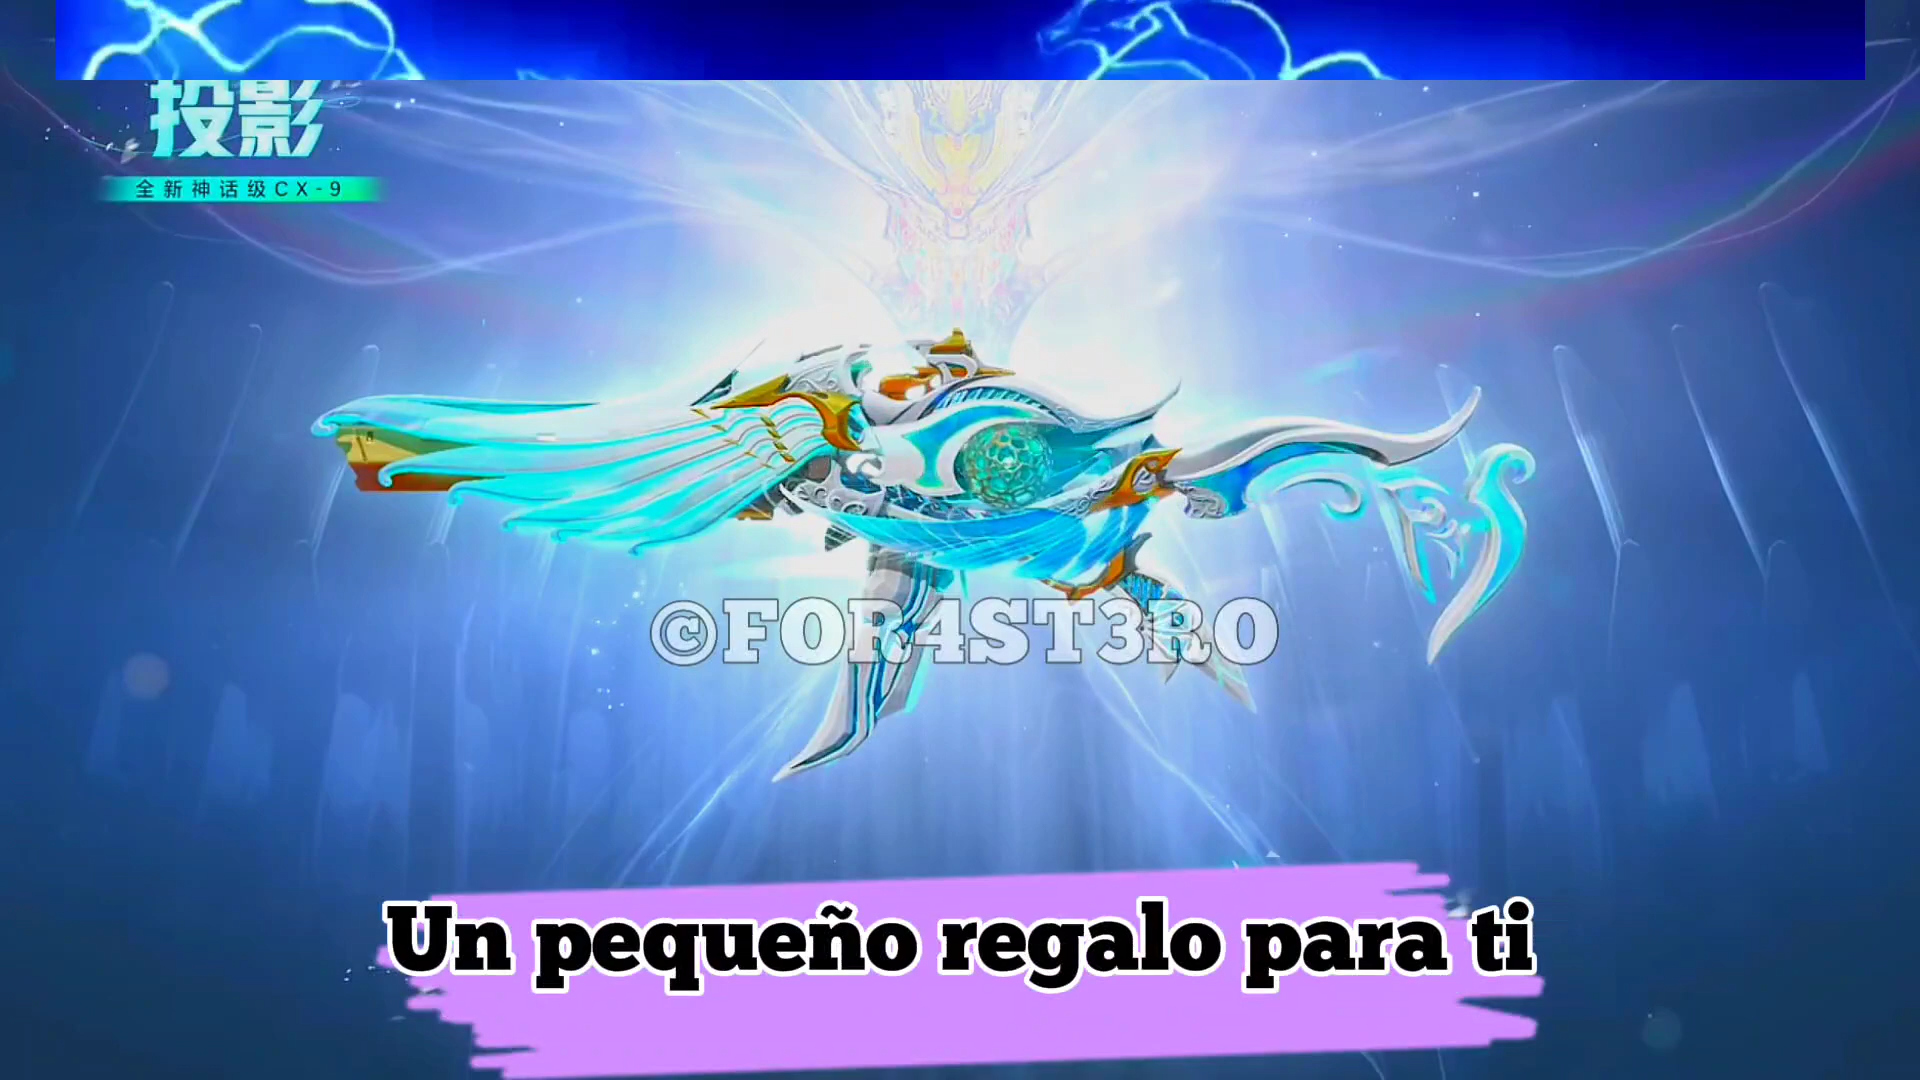 投影
全新神话级CX-9
©FOR4ST3RO
Un pequeño regalo para ti